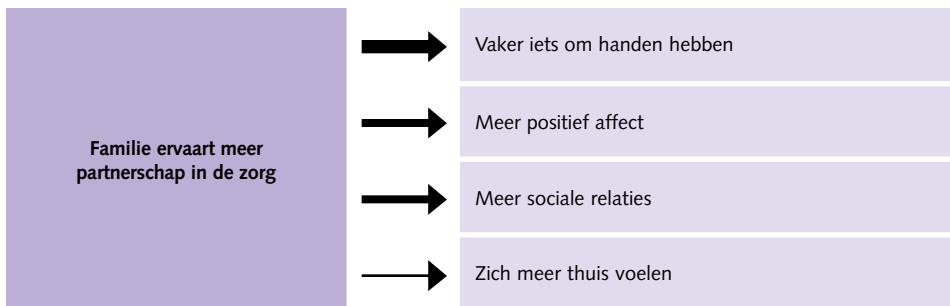 Familie ervaart meer
partnerschap in de zorg
Vaker iets om handen hebben
Meer positief affect
Meer sociale relaties
Zich meer thuis voelen